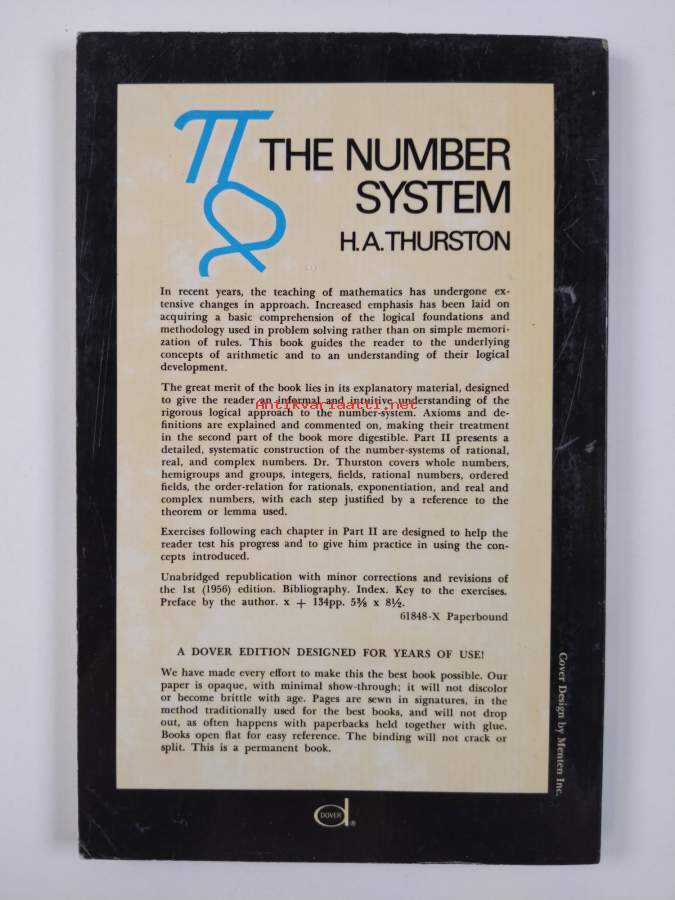 π
THE NUMBER
SYSTEM
H.A.THURSTON
In recent years, the teaching of mathematics has undergone ex-
tensive changes in approach. Increased emphasis has been laid on
acquiring a basic comprehension of the logical foundations and
methodology used in problem solving rather than on simple memori-
zation of rules. This book guides the reader to the underlying
concepts of arithmetic and to an understanding of their logical
development.
The great merit of the book lies in its explanatory material, designed
to give the reader an informal and intuitive understanding of the
Antikvariaatti.net
rigorous logical approach to the number-system. Axioms and de-
finitions are explained and commented on, making their treatment
in the second part of the book more digestible. Part II presents a
detailed, systematic construction of the number-systems of rational,
real, and complex numbers. Dr. Thurston covers whole numbers,
hemigroups and groups, integers, fields, rational numbers, ordered
fields, the order-relation for rationals, exponentiation, and real and
complex numbers, with each step justified by a reference to the
theorem or lemma used.
Exercises following each chapter in Part II are designed to help the
reader test his progress and to give him practice in using the con-
cepts introduced.
Unabridged republication with minor corrections and revisions of
the 1st (1956) edition. Bibliography. Index. Key to the exercises.
Preface by the author. x + 134pp. 5⅜ x 8½.
61848-X Paperbound
A DOVER EDITION DESIGNED FOR YEARS OF USE!
We have made every effort to make this the best book possible. Our
paper is opaque, with minimal show-through; it will not discolor
or become brittle with age. Pages are sewn in signatures, in the
method traditionally used for the best books, and will not drop
out, as often happens with paperbacks held together with glue.
Books open flat for easy reference. The binding will not crack or
split. This is a permanent book.
Cover Design by Menten Inc.
DOVER
®